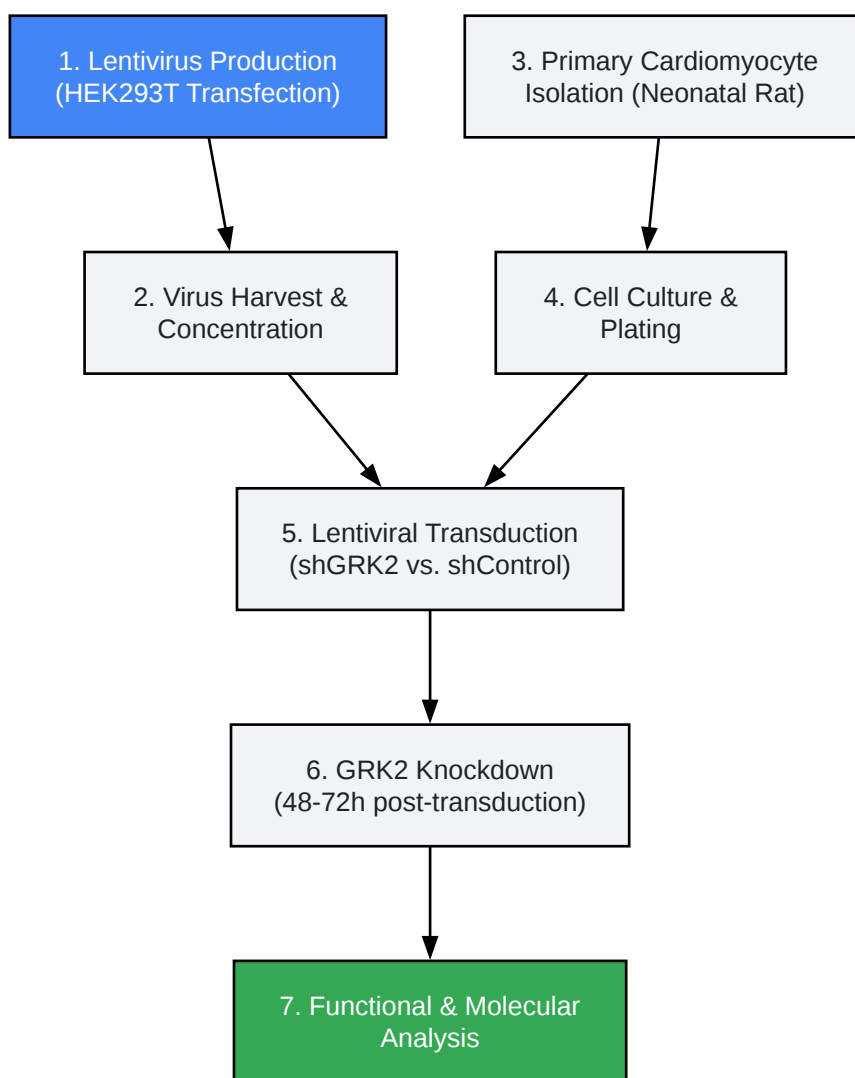 1. Lentivirus Production
(HEK293T Transfection)
3. Primary Cardiomyocyte
Isolation (Neonatal Rat)
2. Virus Harvest &
Concentration
4. Cell Culture &
Plating
5. Lentiviral Transduction
(shGRK2 vs. shControl)
6. GRK2 Knockdown
(48-72h post-transduction)
7. Functional & Molecular
Analysis